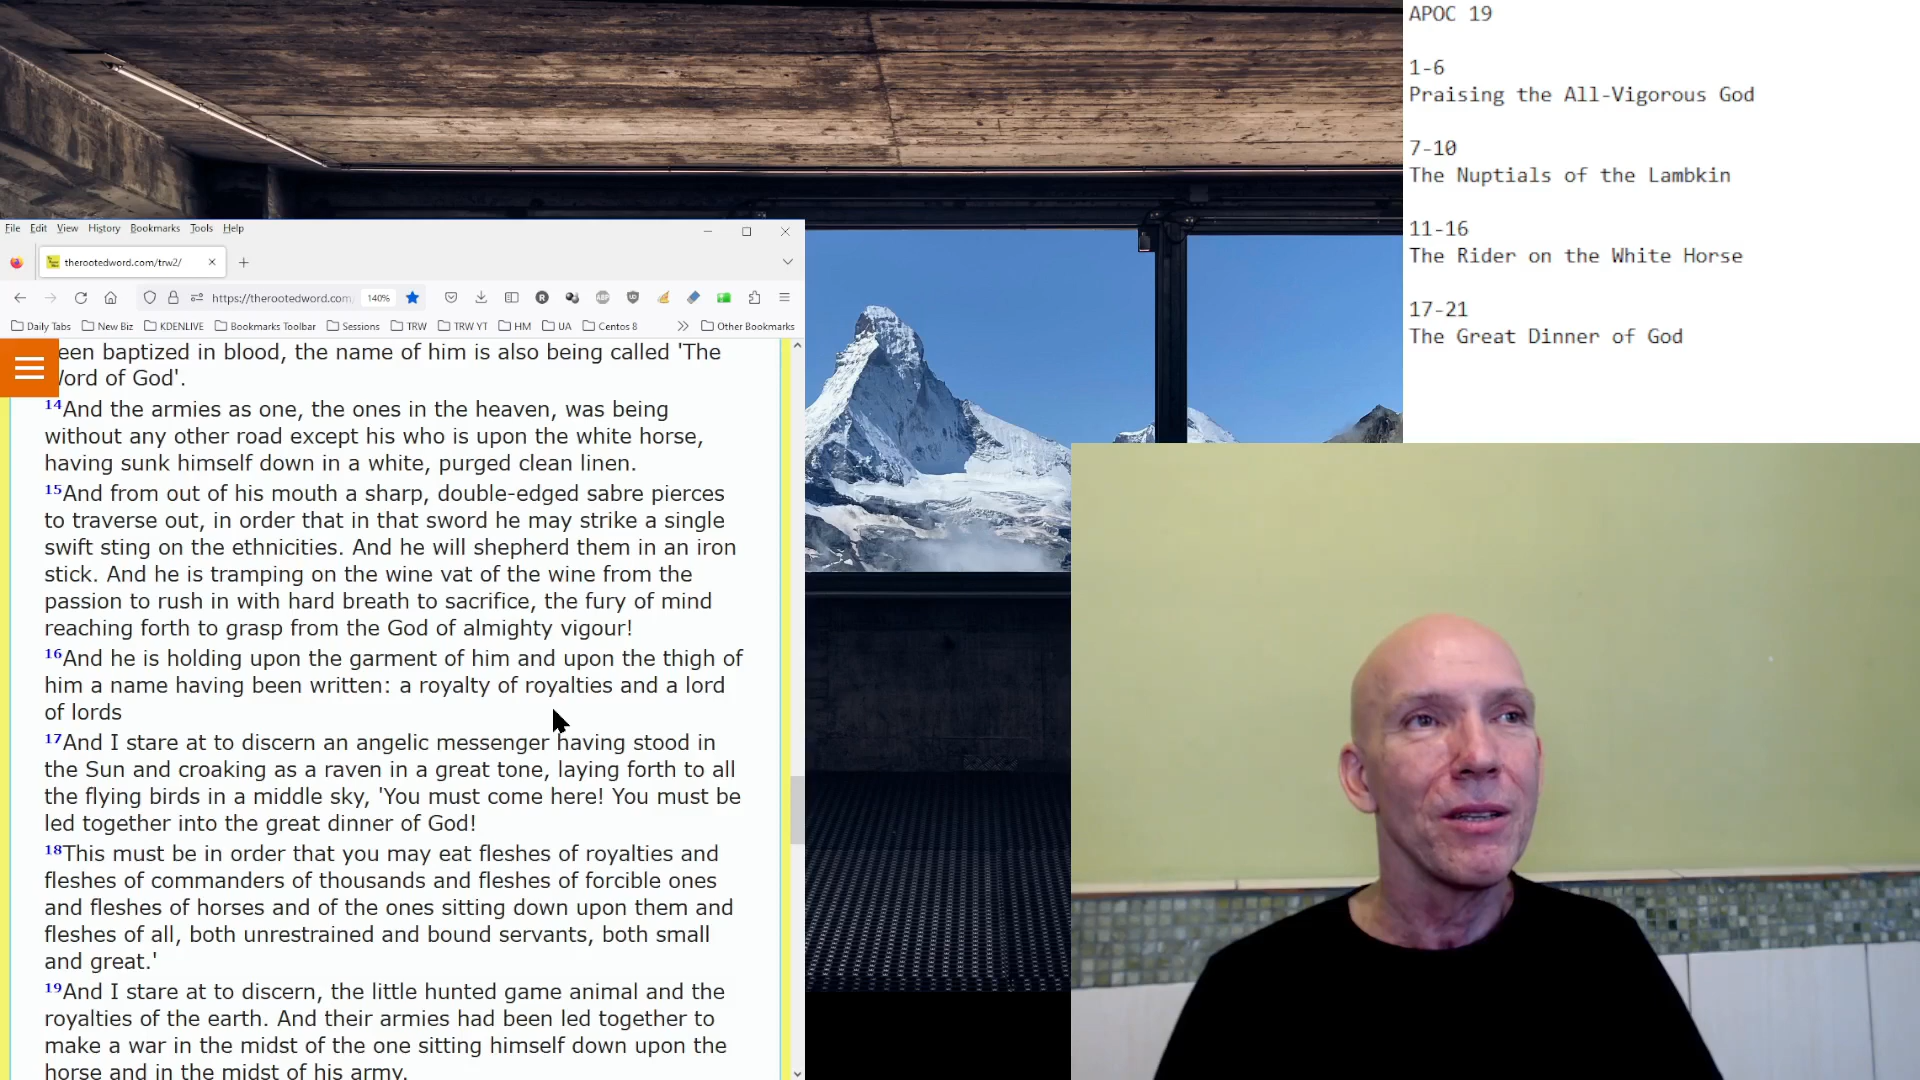 APOC 19
1-6
Praising the All-Vigorous God
7-10
The Nuptials of the Lambkin
11-16
The Rider on the White Horse
17-21
The Great Dinner of God
File Edit View History Bookmarks Tools Help
therootedword.com/trw2/
https://therootedword.com 140%
Daily Tabs New Biz KDENLIVE Bookmarks Toolbar Sessions TRW TRW YT HM UA Centos 8 Other Bookmarks
een baptized in blood, the name of him is also being called 'The
Word of God'.
14And the armies as one, the ones in the heaven, was being
without any other road except his who is upon the white horse,
having sunk himself down in a white, purged clean linen.
15And from out of his mouth a sharp, double-edged sabre pierces
to traverse out, in order that in that sword he may strike a single
swift sting on the ethnicities. And he will shepherd them in an iron
stick. And he is tramping on the wine vat of the wine from the
passion to rush in with hard breath to sacrifice, the fury of mind
reaching forth to grasp from the God of almighty vigour!
16And he is holding upon the garment of him and upon the thigh of
him a name having been written: a royalty of royalties and a lord
of lords
17And I stare at to discern an angelic messenger having stood in
the Sun and croaking as a raven in a great tone, laying forth to all
the flying birds in a middle sky, 'You must come here! You must be
led together into the great dinner of God!
18This must be in order that you may eat fleshes of royalties and
fleshes of commanders of thousands and fleshes of forcible ones
and fleshes of horses and of the ones sitting down upon them and
fleshes of all, both unrestrained and bound servants, both small
and great.'
19And I stare at to discern, the little hunted game animal and the
royalties of the earth. And their armies had been led together to
make a war in the midst of the one sitting himself down upon the
horse and in the midst of his army.